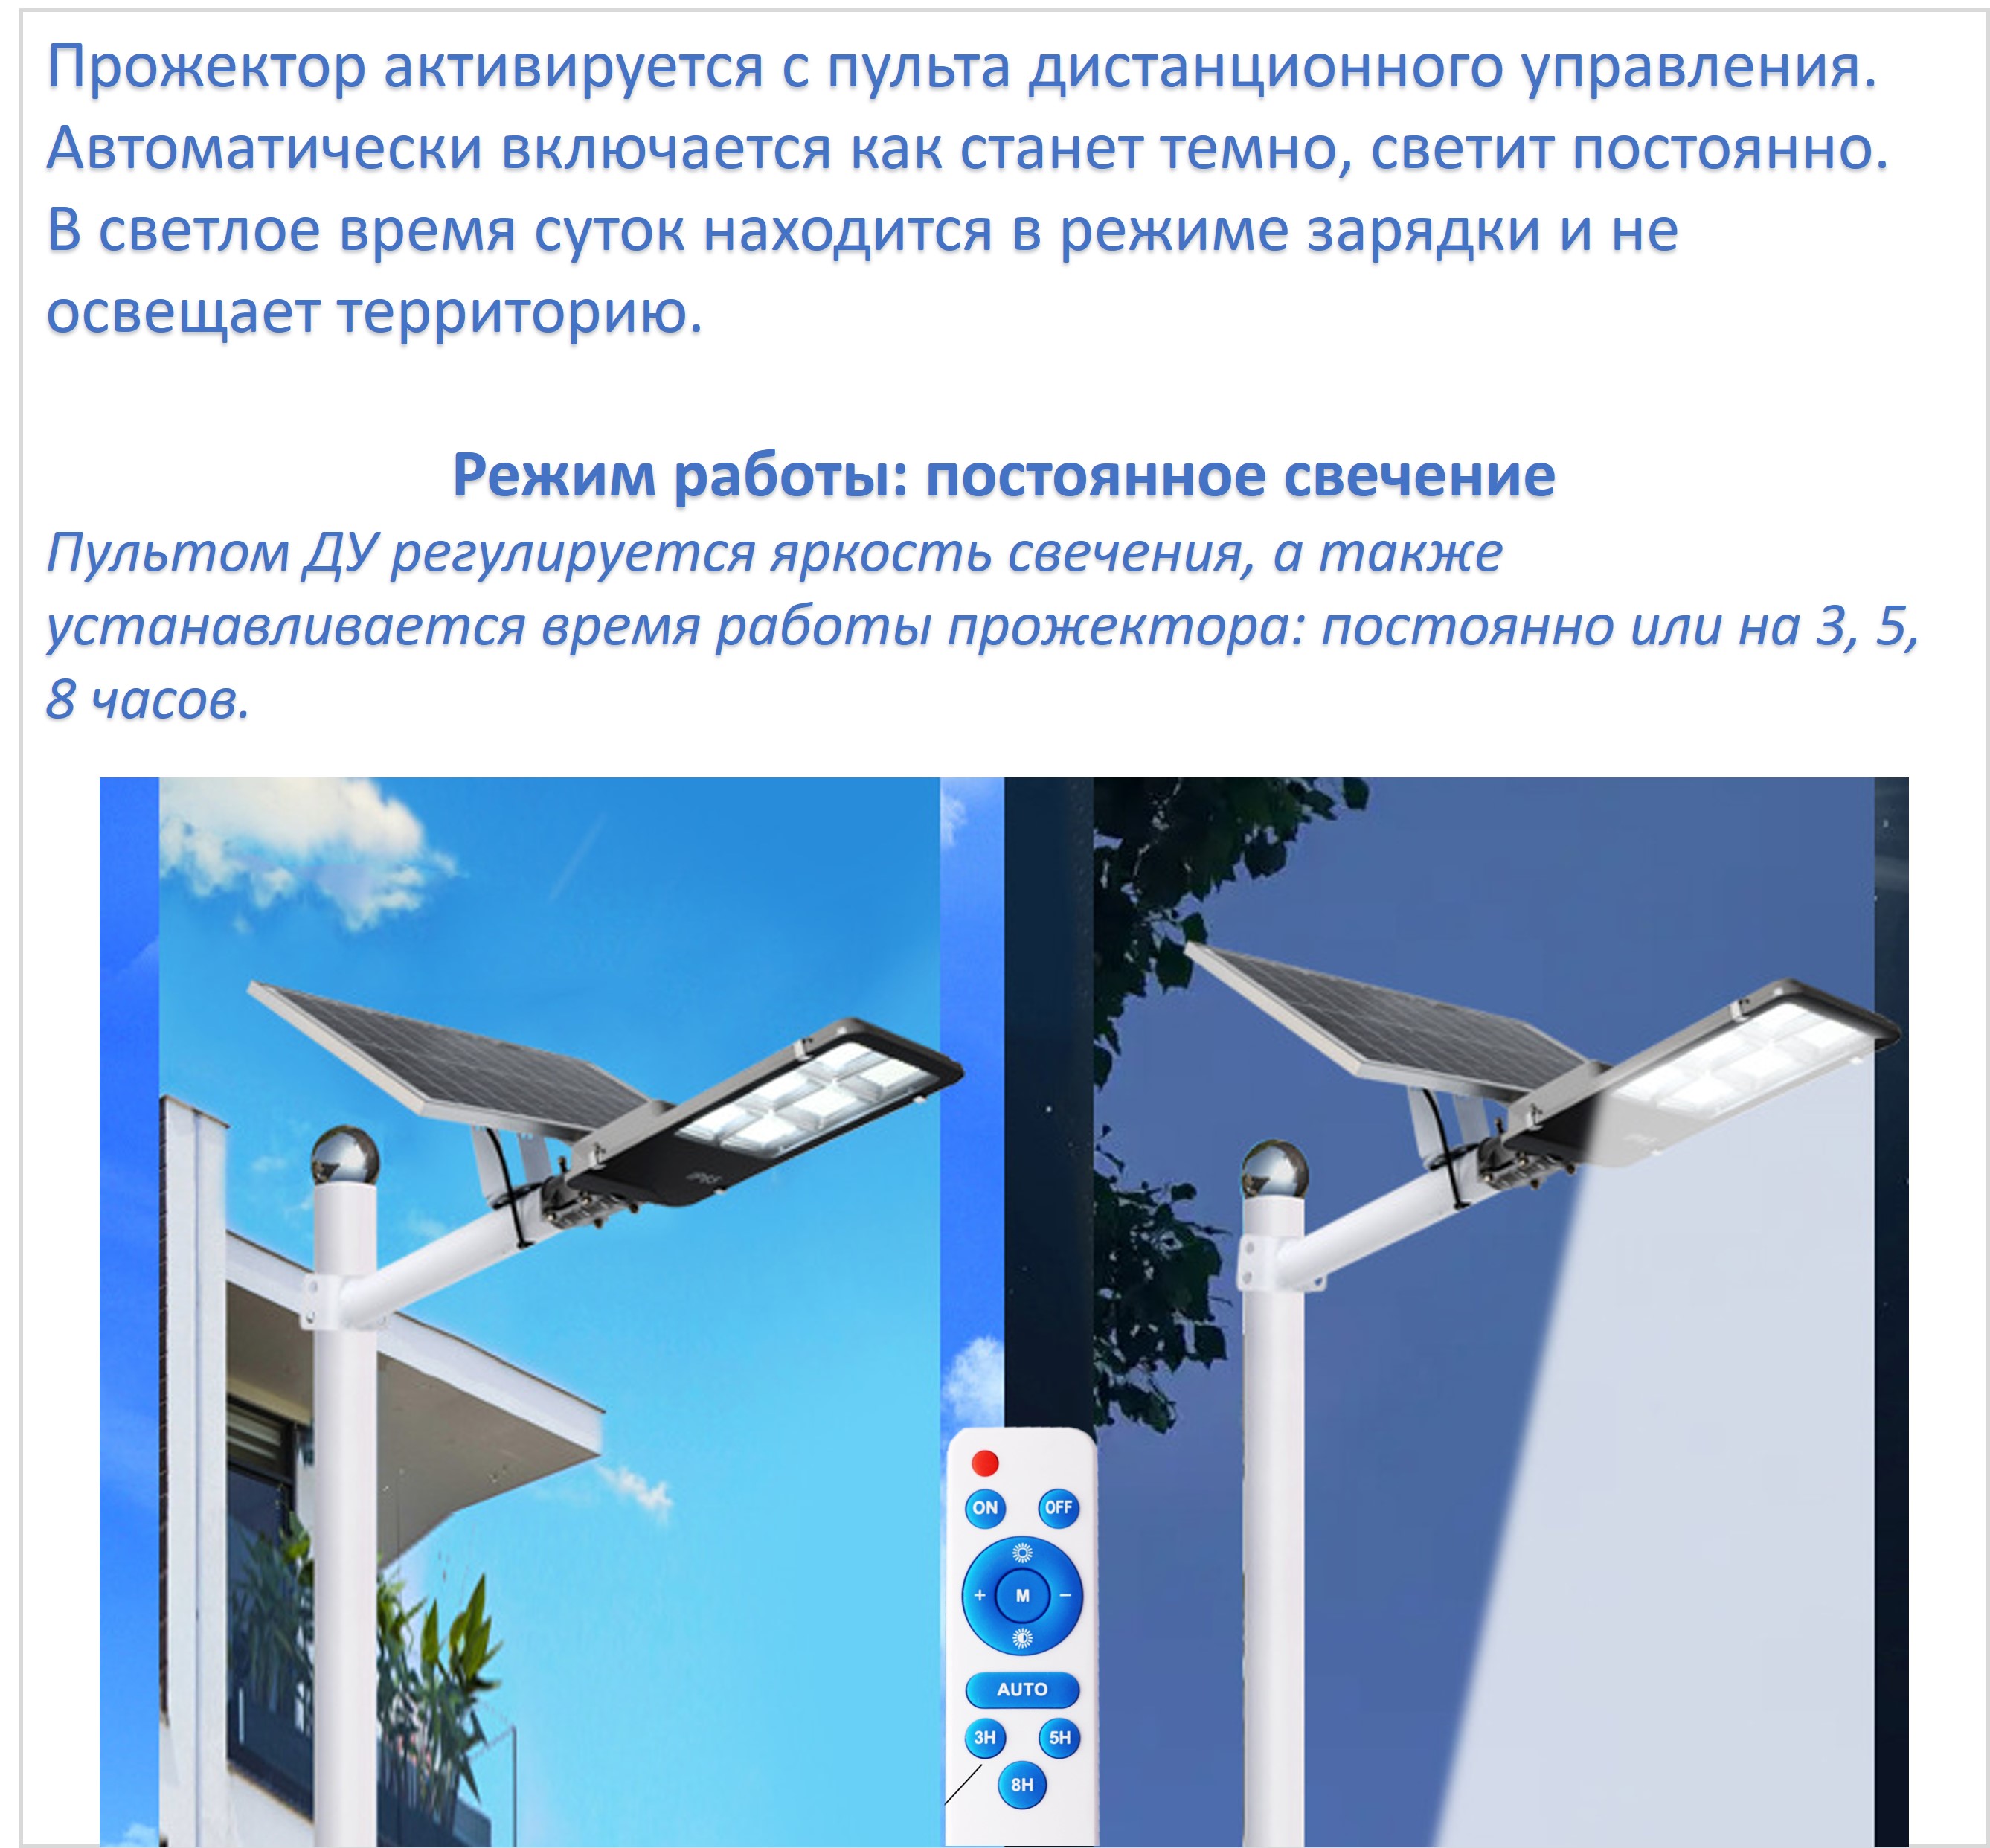 Прожектор активируется с пульта дистанционного управления.
Автоматически включается как станет темно, светит постоянно.
В светлое время суток находится в режиме зарядки и не
освещает территорию.
Режим работы: постоянное свечение
Пультом ДУ регулируется яркость свечения, а также
устанавливается время работы прожектора: постоянно или на 3, 5,
8 часов.
IP65
ON OFF
+ M −
AUTO
3H 5H
8H